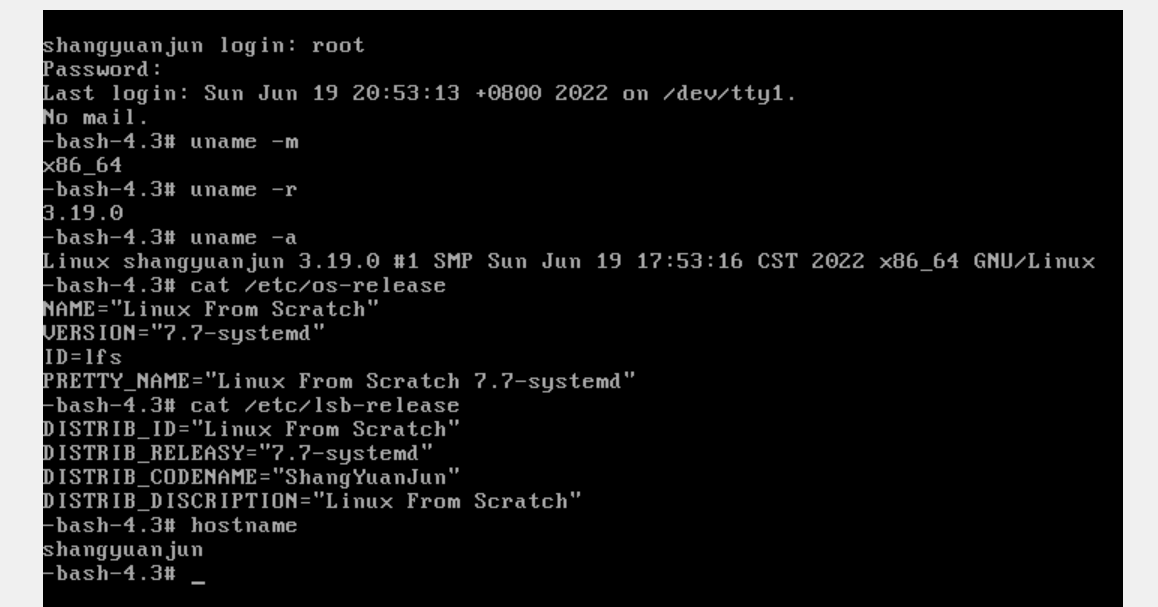 shangyuanjun login: root
Password:
Last login: Sun Jun 19 20:53:13 +0800 2022 on /dev/tty1.
No mail.
-bash-4.3# uname -m
x86_64
-bash-4.3# uname -r
3.19.0
-bash-4.3# uname -a
Linux shangyuanjun 3.19.0 #1 SMP Sun Jun 19 17:53:16 CST 2022 x86_64 GNU/Linux
-bash-4.3# cat /etc/os-release
NAME="Linux From Scratch"
VERSION="7.7-systemd"
ID=lfs
PRETTY_NAME="Linux From Scratch 7.7-systemd"
-bash-4.3# cat /etc/lsb-release
DISTRIB_ID="Linux From Scratch"
DISTRIB_RELEASY="7.7-systemd"
DISTRIB_CODENAME="ShangYuanJun"
DISTRIB_DISCRIPTION="Linux From Scratch"
-bash-4.3# hostname
shangyuanjun
-bash-4.3# _